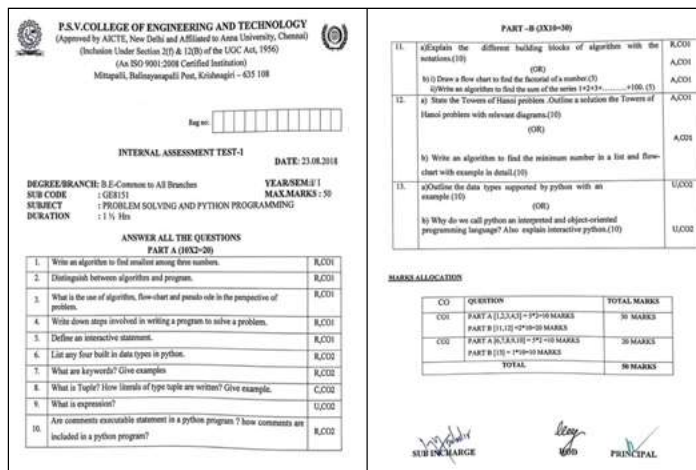 P.S.V.COLLEGE OF ENGINEERING AND TECHNOLOGY
(Approved by AICTE, New Delhi and Affiliated to Anna University, Chennai)
(Inclusion Under Section 2(f) & 12(B) of the UGC Act, 1956)
(An ISO 9001:2008 Certified Institution)
Mittapalli, Balinayanapalli Post, Krishnagiri – 635 108
Reg no:
INTERNAL ASSESSMENT TEST-I
DATE: 23.08.2018
DEGREE/BRANCH: B.E-Common to All Branches YEAR/SEM:I/ I
SUB CODE : GE8151 MAX.MARKS : 50
SUBJECT : PROBLEM SOLVING AND PYTHON PROGRAMMING
DURATION : 1 ½ Hrs
ANSWER ALL THE QUESTIONS
PART A (10X2=20)
1. Write an algorithm to find smallest among three numbers. R,CO1
2. Distinguish between algorithm and program. R,CO1
3. What is the use of algorithm, flow-chart and pseudo ode in the perspective of R,CO1
problem.
4. Write down steps involved in writing a program to solve a problem. R,CO1
5. Define an interactive statement. R,CO1
6. List any four built in data types in python. R,CO2
7. What are keywords? Give examples R,CO2
8. What is Tuple? How literals of type tuple are written? Give example. C,CO2
9. What is expression? U,CO2
10. Are comments executable statement in a python program ? how comments are R,CO2
included in a python program?
PART –B (3X10=30)
11. a)Explain the different building blocks of algorithm with the R,CO1
notations.(10)
(OR) A,CO1
b) i) Draw a flow chart to find the factorial of a number.(5)
ii)Write an algorithm to find the sum of the series 1+2+3+..........+100. (5) A,CO1
12. a) State the Towers of Hanoi problem .Outline a solution the Towers of A,CO1
Hanoi problem with relevant diagrams.(10)
(OR)
A,CO1
b) Write an algorithm to find the minimum number in a list and flow-
chart with example in detail.(10)
13. a)Outline the data types supported by python with an U,CO2
example.(10)
(OR)
b) Why do we call python an interpreted and object-oriented
programming language? Also explain interactive python.(10) U,CO2
MARKS ALLOCATION
CO QUESTION TOTAL MARKS
CO1 PART A [1,2,3,4,5] = 5*2=10 MARKS 30 MARKS
PART B [11,12] =2*10=20 MARKS
CO2 PART A [6,7,8,9,10] = 5*2 =10 MARKS 20 MARKS
PART B [13] = 1*10=10 MARKS
TOTAL 50 MARKS
SUB INCHARGE HOD PRINCIPAL